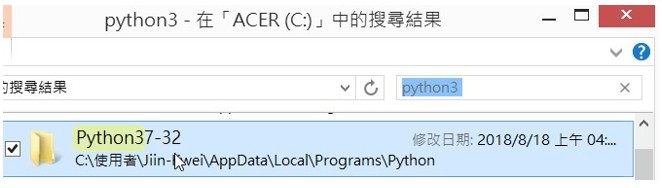 python3 - 在「ACER (C:)」中的搜尋結果
的搜尋結果
python3
Python37-32
修改日期: 2018/8/18 上午 04:...
C:\使用者\Jiin-\AppData\Local\Programs\Python